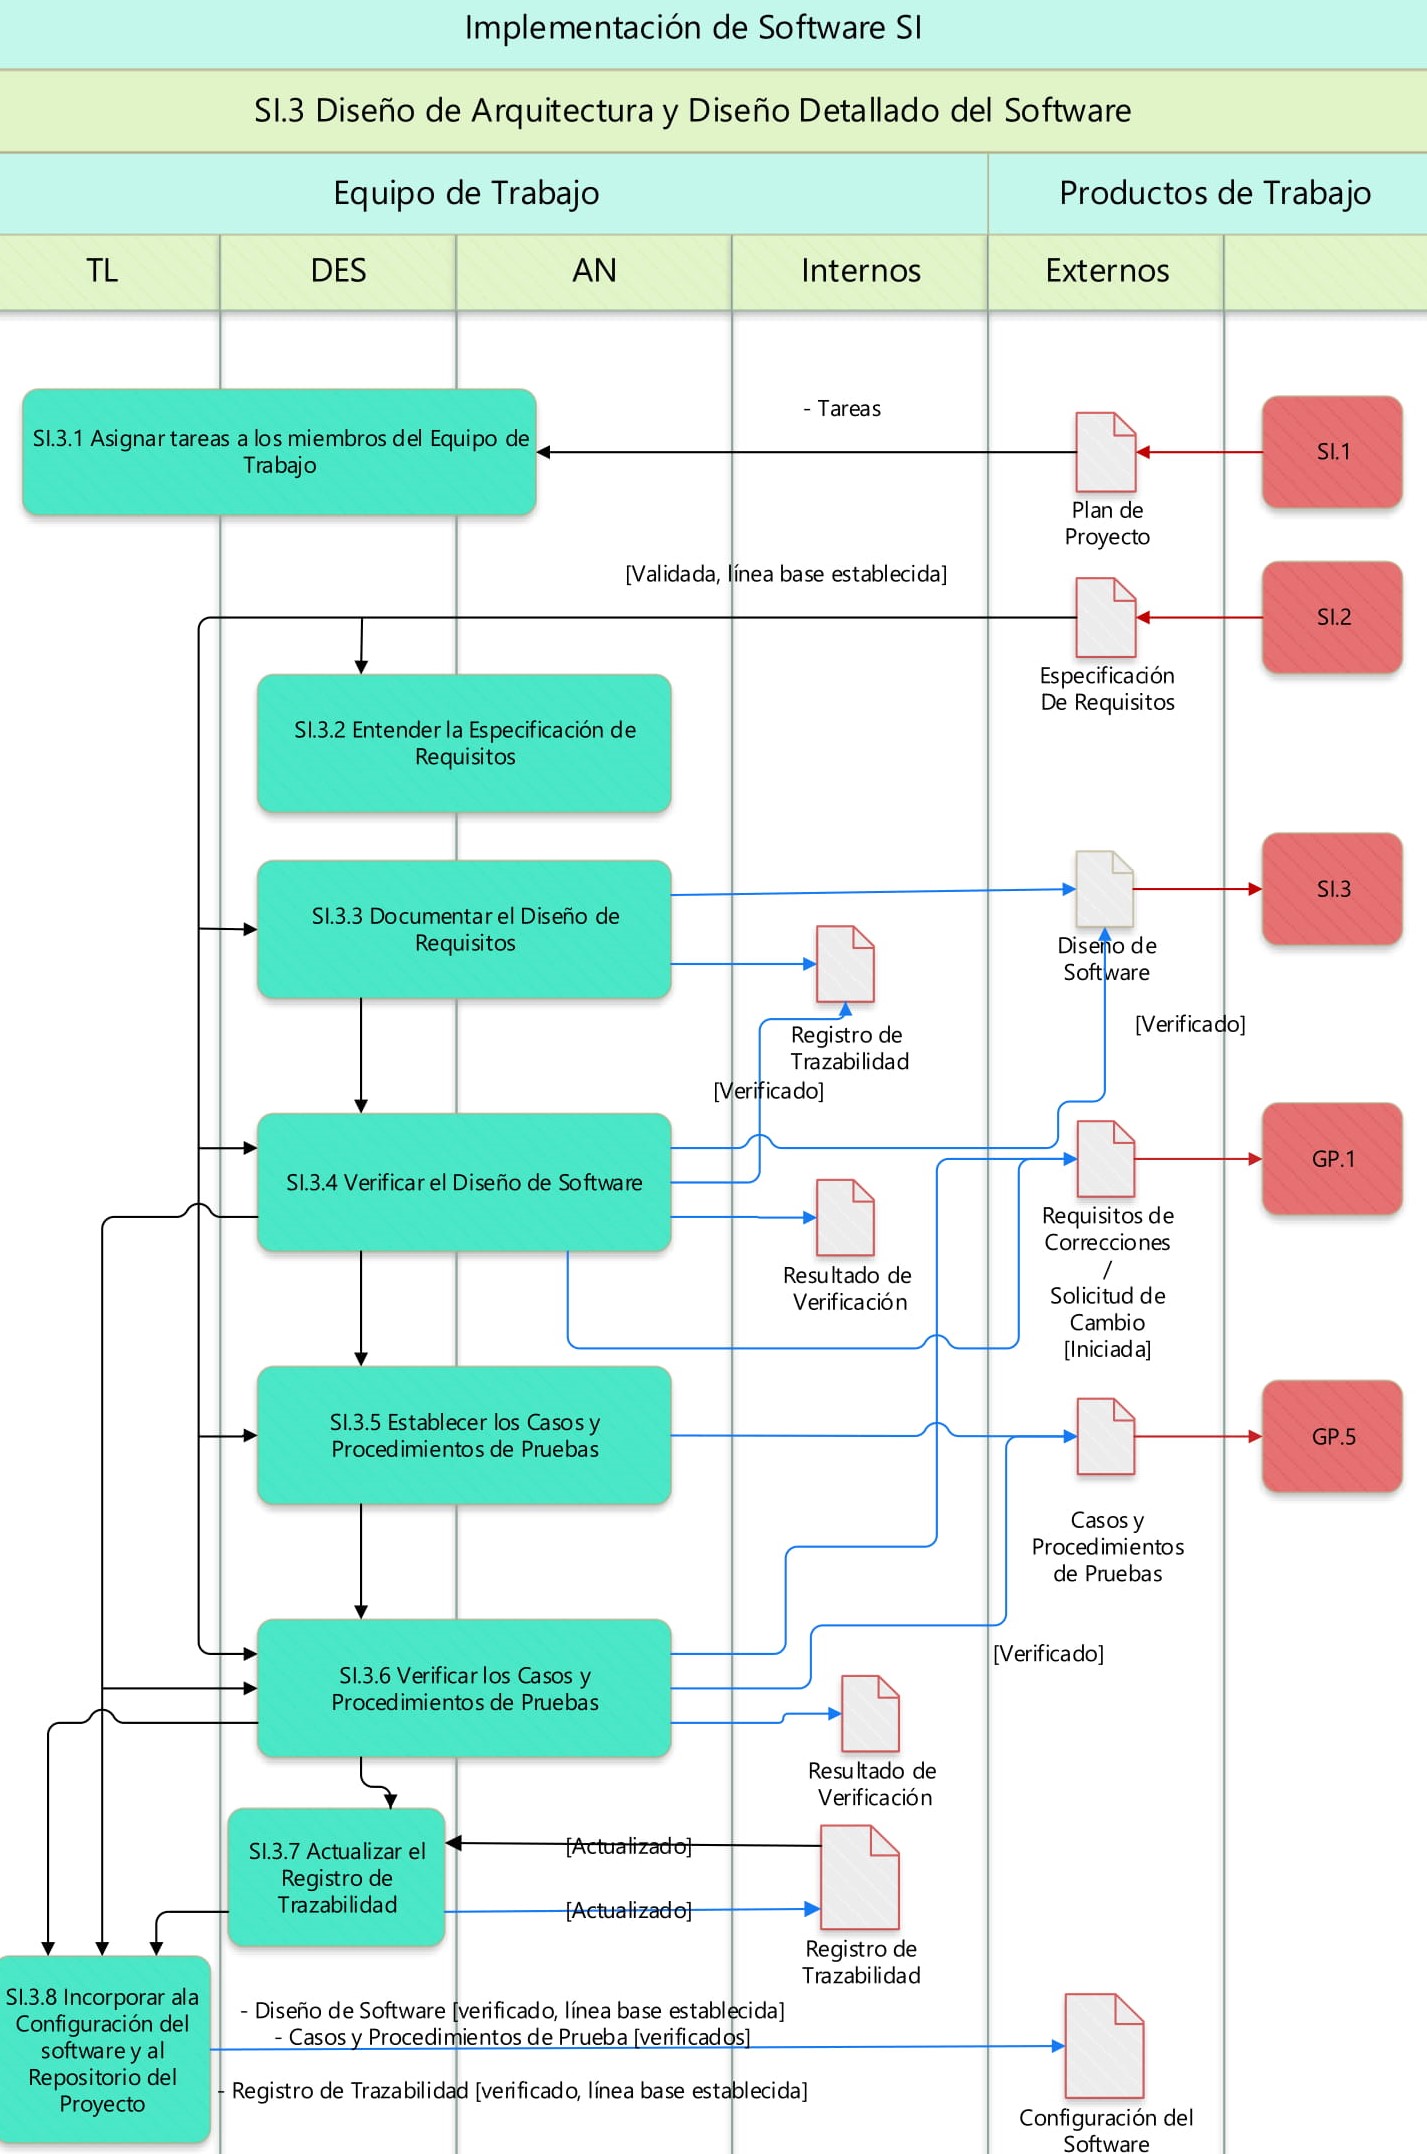 Implementación de Software SI
SI.3 Diseño de Arquitectura y Diseño Detallado del Software
Equipo de Trabajo
Productos de Trabajo
TL
DES
AN
Internos
Externos
- Tareas
SI.3.1 Asignar tareas a los miembros del Equipo de
Trabajo
SI.1
Plan de
Proyecto
[Validada, línea base establecida]
SI.2
Especificación
De Requisitos
SI.3.2 Entender la Especificación de
Requisitos
SI.3.3 Documentar el Diseño de
Requisitos
SI.3
Diseño de
Software
[Verificado]
Registro de
Trazabilidad
[Verificado]
SI.3.4 Verificar el Diseño de Software
GP.1
Requisitos de
Correcciones
/
Solicitud de
Cambio
[Iniciada]
Resultado de
Verificación
SI.3.5 Establecer los Casos y
Procedimientos de Pruebas
GP.5
Casos y
Procedimientos
de Pruebas
[Verificado]
SI.3.6 Verificar los Casos y
Procedimientos de Pruebas
Resultado de
Verificación
SI.3.7 Actualizar el
Registro de
Trazabilidad
[Actualizado]
[Actualizado]
Registro de
Trazabilidad
SI.3.8 Incorporar ala
Configuración del
software y al
Repositorio del
Proyecto
- Diseño de Software [verificado, línea base establecida]
- Casos y Procedimientos de Prueba [verificados]
- Registro de Trazabilidad [verificado, línea base establecida]
Configuración del
Software